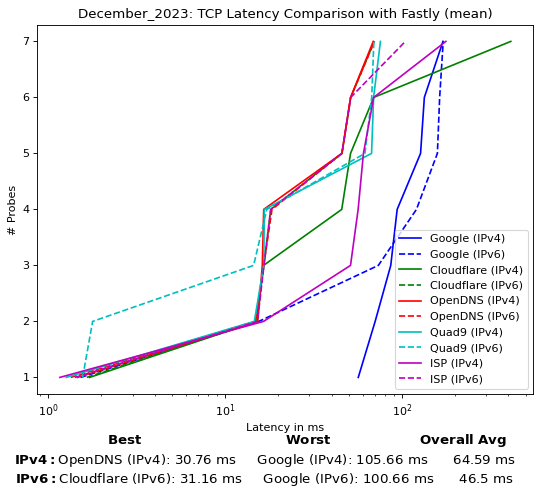 December_2023: TCP Latency Comparison with Fastly (mean)
7
6
5
4
3
2
1
# Probes
10⁰
10¹
10²
Latency in ms
Google (IPv4)
Google (IPv6)
Cloudflare (IPv4)
Cloudflare (IPv6)
OpenDNS (IPv4)
OpenDNS (IPv6)
Quad9 (IPv4)
Quad9 (IPv6)
ISP (IPv4)
ISP (IPv6)
Best Worst Overall Avg
IPv4: OpenDNS (IPv4): 30.76 ms Google (IPv4): 105.66 ms 64.59 ms
IPv6: Cloudflare (IPv6): 31.16 ms Google (IPv6): 100.66 ms 46.5 ms